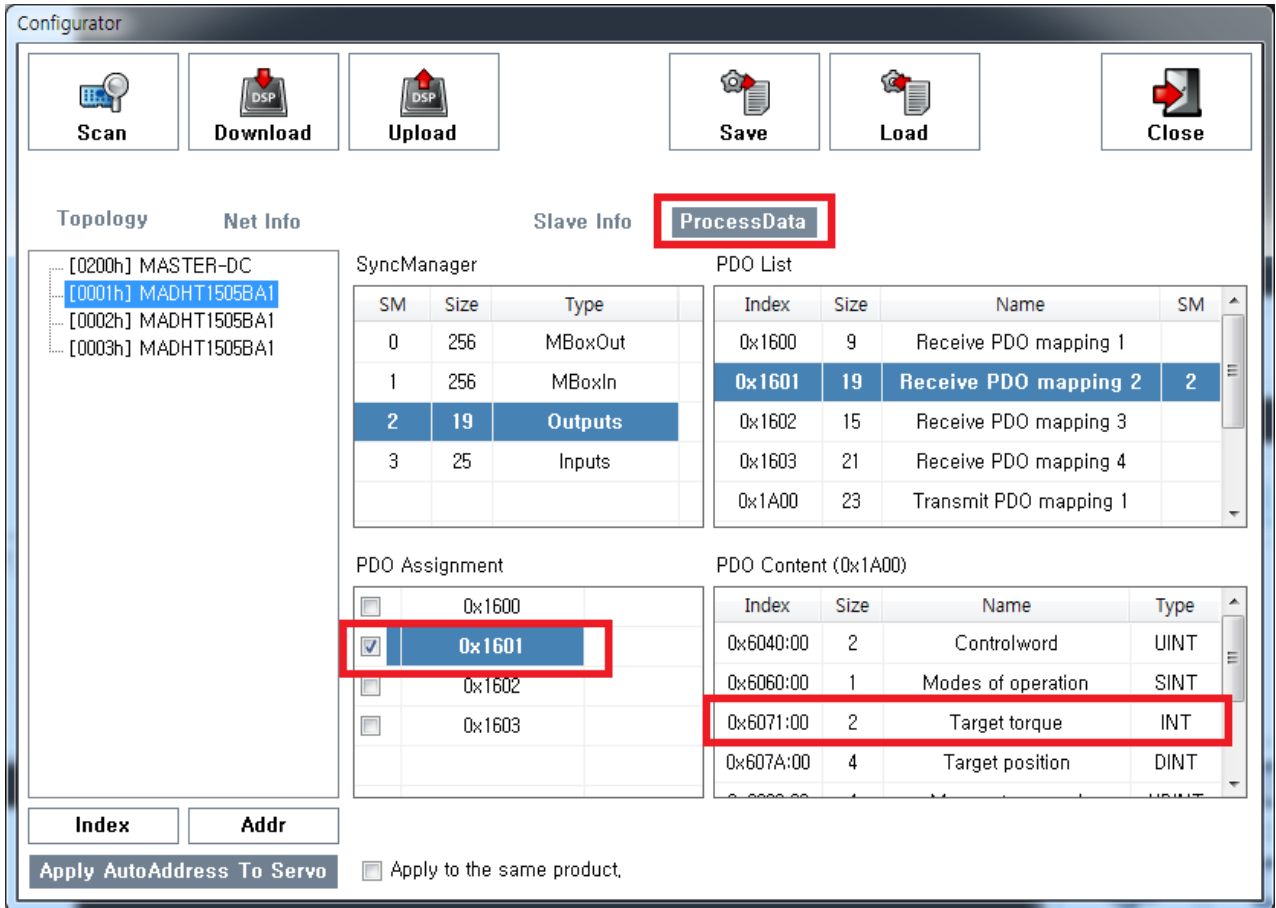 Configurator
Scan Download Upload Save Load Close
Topology Net Info Slave Info ProcessData
[0200h] MASTER-DC
[0001h] MADHT1505BA1
[0002h] MADHT1505BA1
[0003h] MADHT1505BA1
SyncManager
SM Size Type
0 256 MBoxOut
1 256 MBoxIn
2 19 Outputs
3 25 Inputs
PDO List
Index Size Name SM
0x1600 9 Receive PDO mapping 1
0x1601 19 Receive PDO mapping 2 2
0x1602 15 Receive PDO mapping 3
0x1603 21 Receive PDO mapping 4
0x1A00 23 Transmit PDO mapping 1
PDO Assignment
0x1600
0x1601
0x1602
0x1603
PDO Content (0x1A00)
Index Size Name Type
0x6040:00 2 Controlword UINT
0x6060:00 1 Modes of operation SINT
0x6071:00 2 Target torque INT
0x607A:00 4 Target position DINT
Index Addr
Apply AutoAddress To Servo
Apply to the same product,